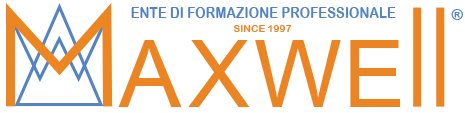 ENTE DI FORMAZIONE PROFESSIONALE
SINCE 1997
MAXWEll®